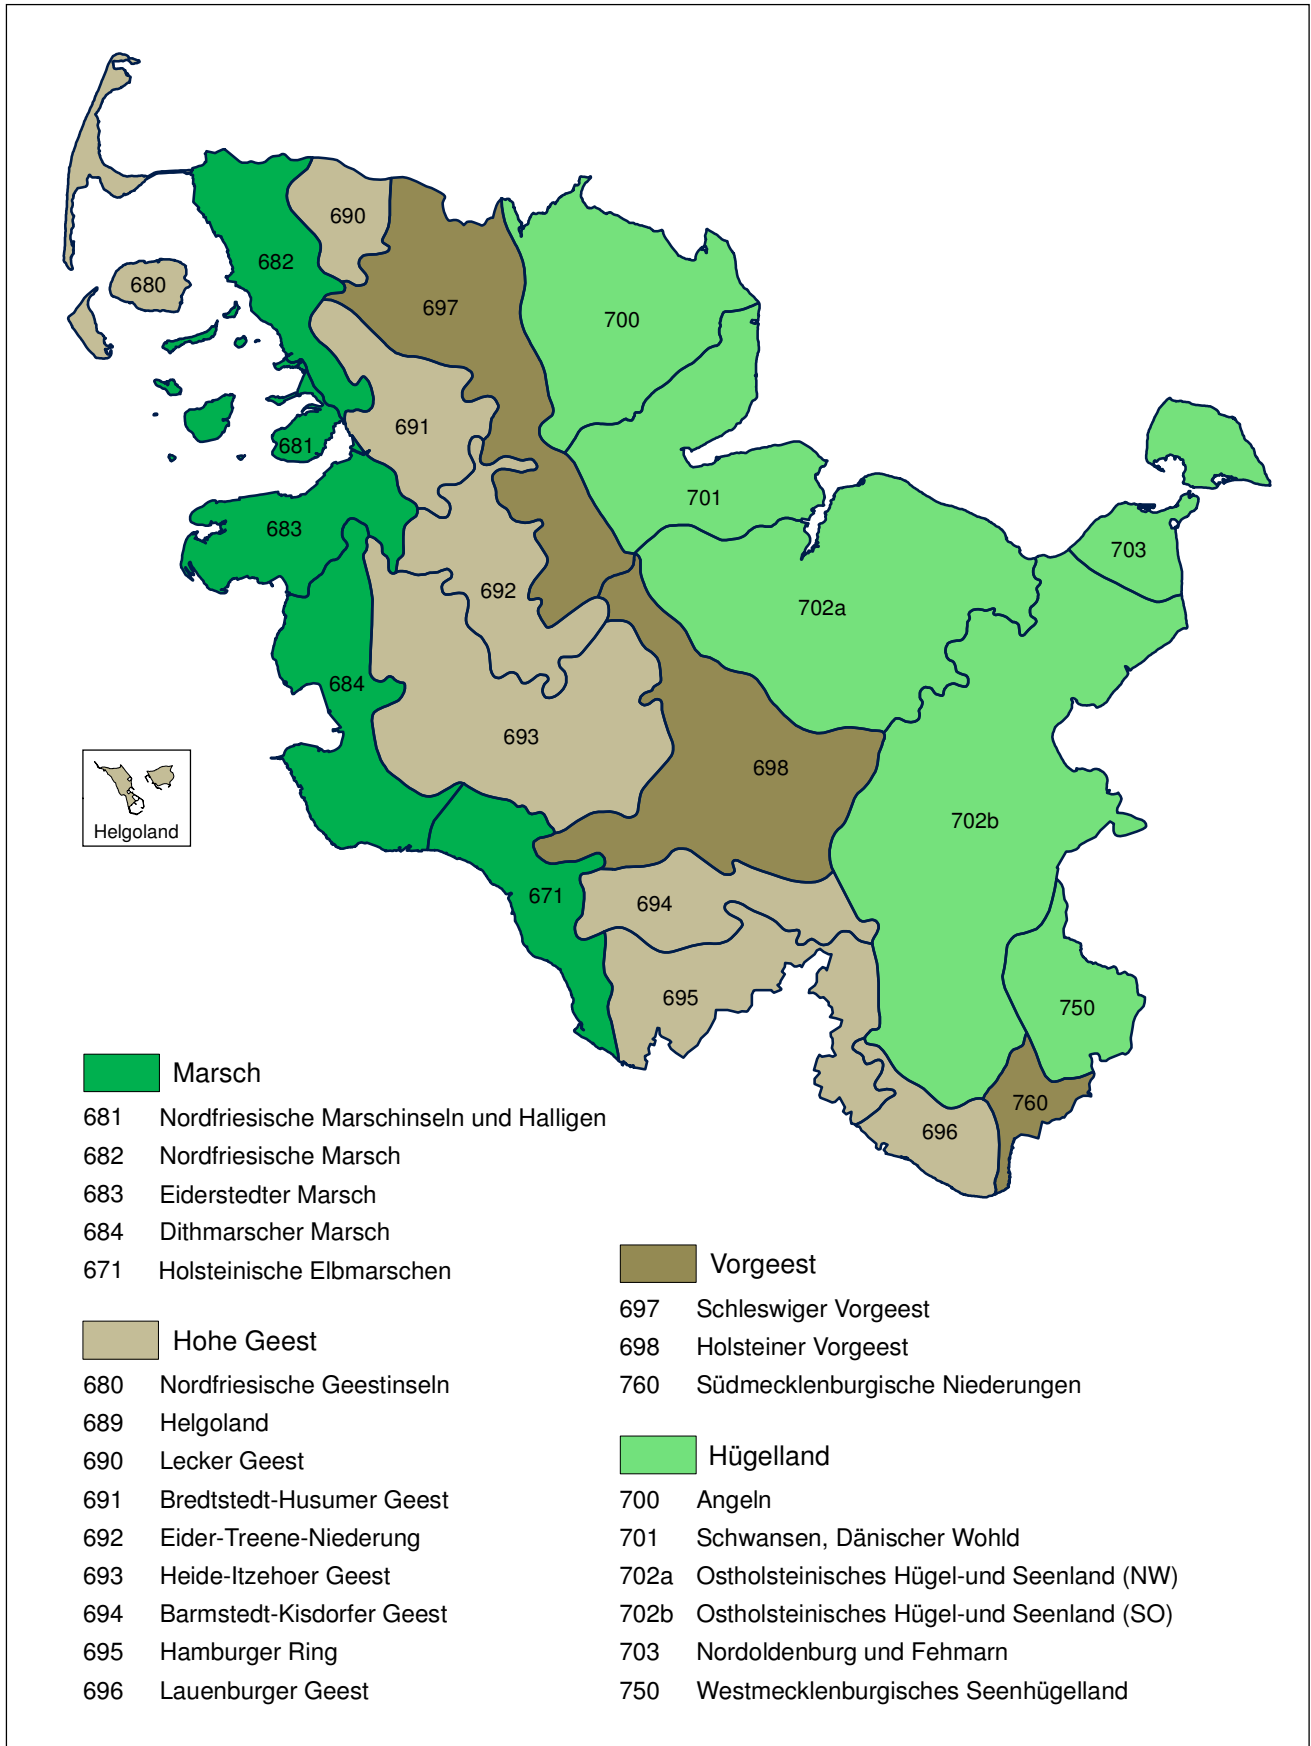 690
682
680
697
700
691
681
701
683
703
692
702a
684
693
698
702b
Helgoland
671
694
695
750
760
696
Marsch
681 Nordfriesische Marschinseln und Halligen
682 Nordfriesische Marsch
683 Eiderstedter Marsch
684 Dithmarscher Marsch
671 Holsteinische Elbmarschen
Hohe Geest
680 Nordfriesische Geestinseln
689 Helgoland
690 Lecker Geest
691 Bredtstedt-Husumer Geest
692 Eider-Treene-Niederung
693 Heide-Itzehoer Geest
694 Barmstedt-Kisdorfer Geest
695 Hamburger Ring
696 Lauenburger Geest
Vorgeest
697 Schleswiger Vorgeest
698 Holsteiner Vorgeest
760 Südmecklenburgische Niederungen
Hügelland
700 Angeln
701 Schwansen, Dänischer Wohld
702a Ostholsteinisches Hügel-und Seenland (NW)
702b Ostholsteinisches Hügel-und Seenland (SO)
703 Nordoldenburg und Fehmarn
750 Westmecklenburgisches Seenhügelland